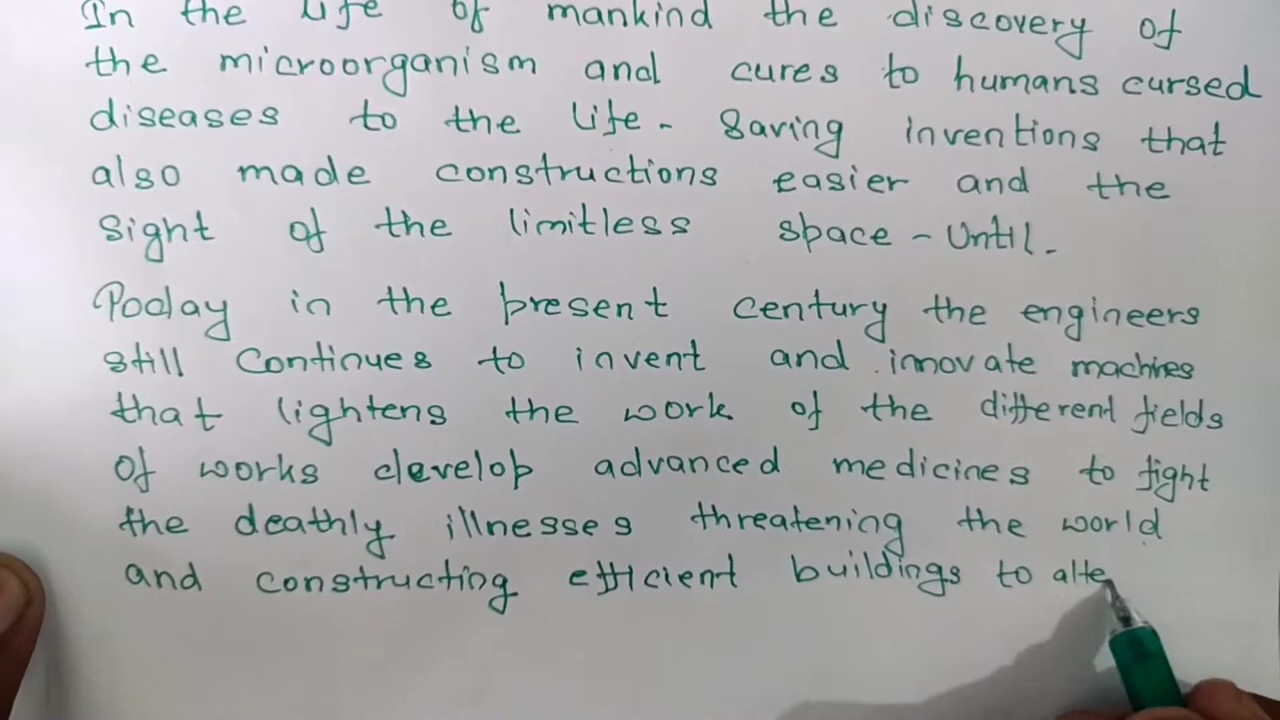 In the life of mankind the discovery of
the microorganism and cures to humans cursed
diseases to the life - Saving inventions that
also made constructions easier and the
sight of the limitless space - Until -
Poday in the present century the engineers
still continues to invent and innovate machines
that lightens the work of the different fields
of works develop advanced medicines to fight
the deathly illnesses threatening the world
and constructing efficient buildings to alte